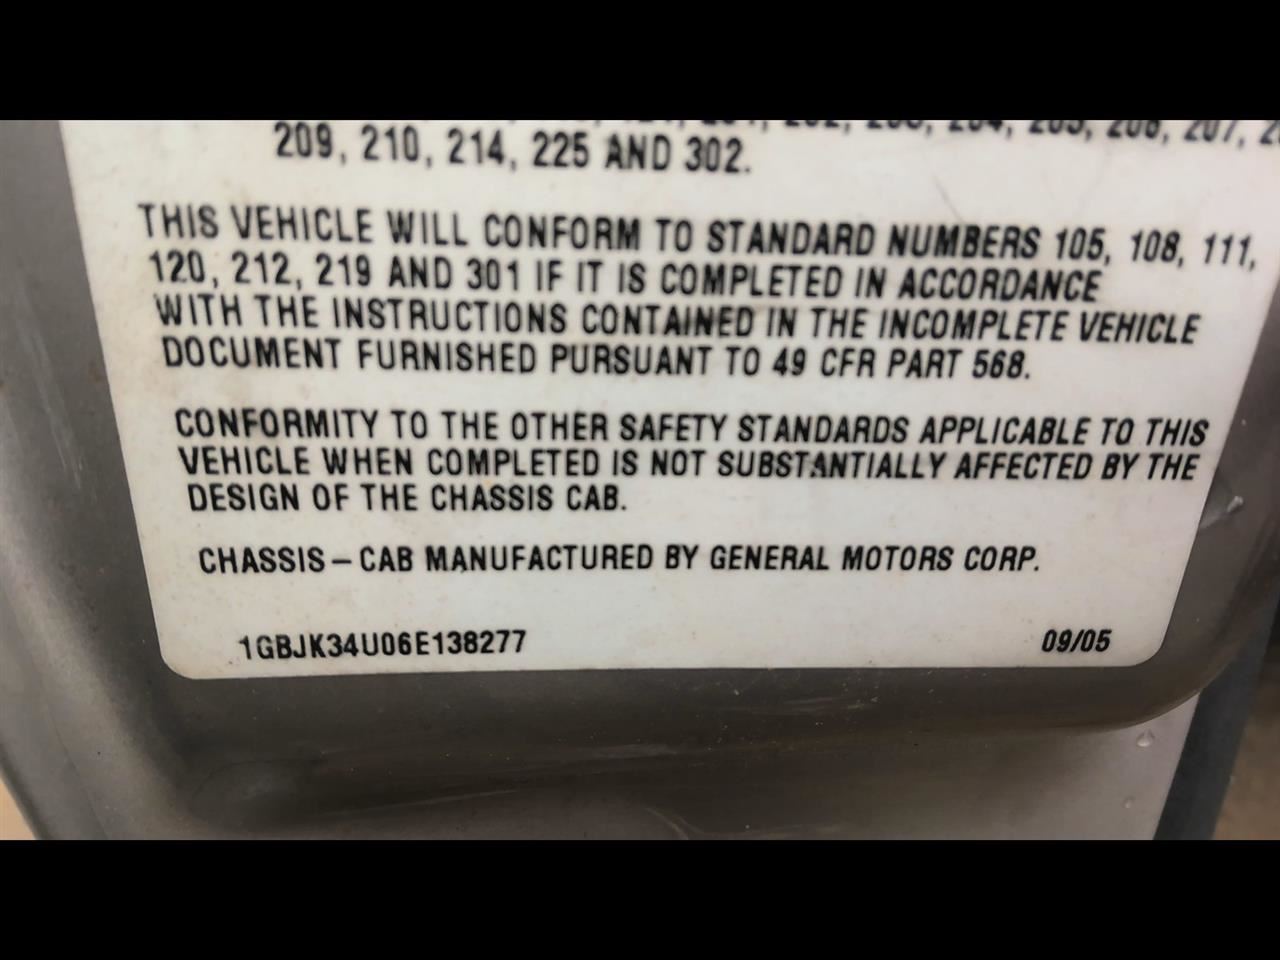 204, 205, 206, 207,
209, 210, 214, 225 AND 302.
THIS VEHICLE WILL CONFORM TO STANDARD NUMBERS 105, 108, 111,
120, 212, 219 AND 301 IF IT IS COMPLETED IN ACCORDANCE
WITH THE INSTRUCTIONS CONTAINED IN THE INCOMPLETE VEHICLE
DOCUMENT FURNISHED PURSUANT TO 49 CFR PART 568.
CONFORMITY TO THE OTHER SAFETY STANDARDS APPLICABLE TO THIS
VEHICLE WHEN COMPLETED IS NOT SUBSTANTIALLY AFFECTED BY THE
DESIGN OF THE CHASSIS CAB.
CHASSIS-CAB MANUFACTURED BY GENERAL MOTORS CORP.
1GBJK34U06E138277 09/05